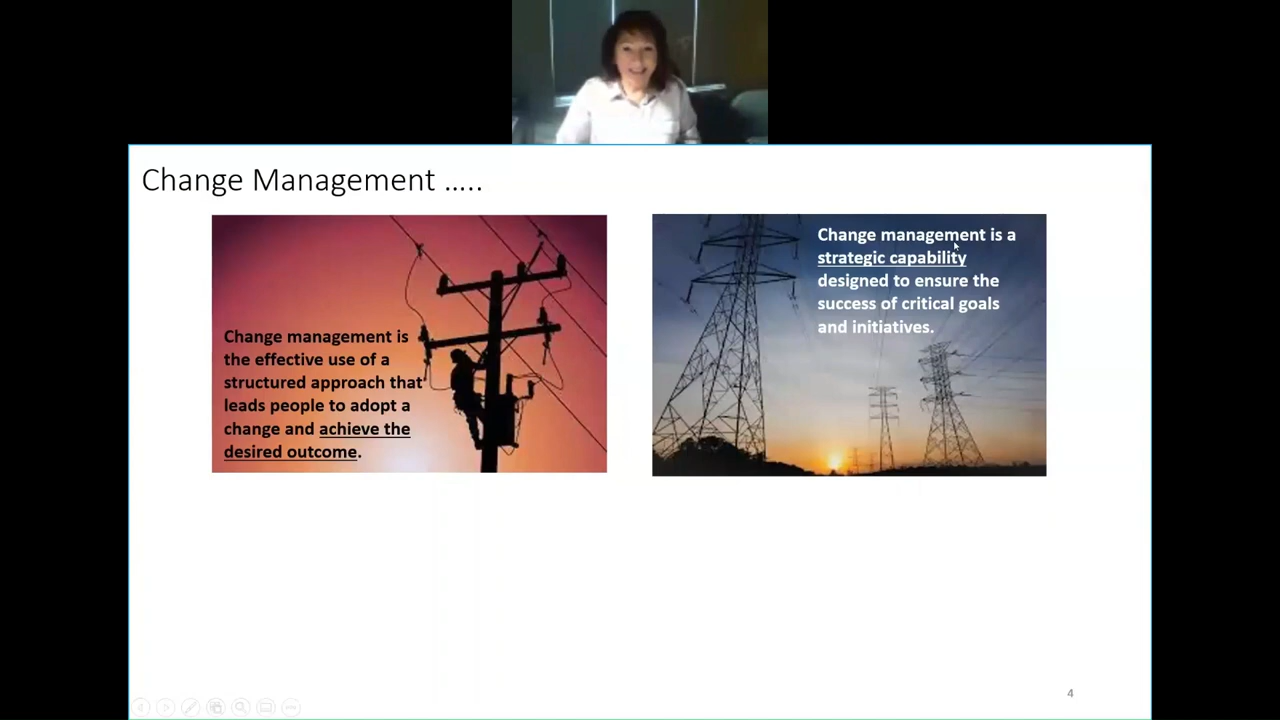 Change Management …..
Change management is
the effective use of a
structured approach that
leads people to adopt a
change and achieve the
desired outcome.
Change management is a
strategic capability
designed to ensure the
success of critical goals
and initiatives.
4